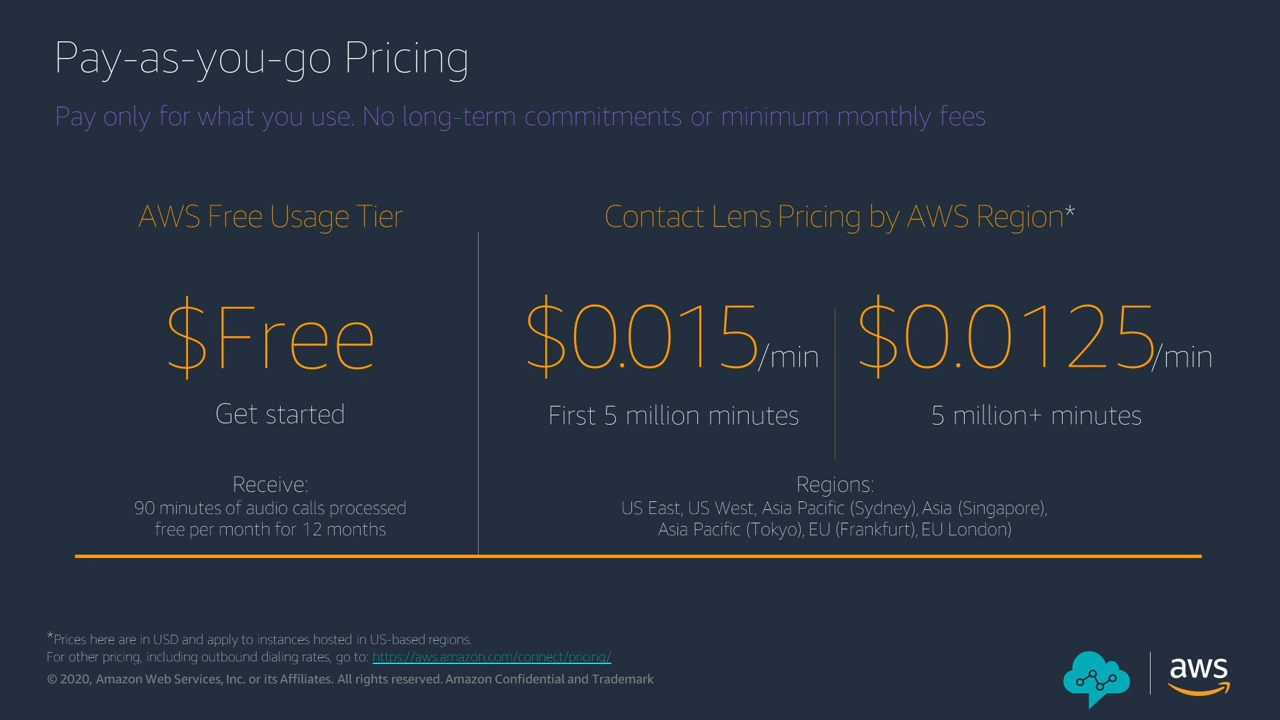 Pay-as-you-go Pricing
Pay only for what you use. No long-term commitments or minimum monthly fees
AWS Free Usage Tier
$Free
Get started
Receive:
90 minutes of audio calls processed
free per month for 12 months
Contact Lens Pricing by AWS Region*
$0.015/min
First 5 million minutes
$0.0125/min
5 million+ minutes
Regions:
US East, US West, Asia Pacific (Sydney), Asia (Singapore),
Asia Pacific (Tokyo), EU (Frankfurt), EU London)
*Prices here are in USD and apply to instances hosted in US-based regions.
For other pricing, including outbound dialing rates, go to: https://aws.amazon.com/connect/pricing/
© 2020, Amazon Web Services, Inc. or its Affiliates. All rights reserved. Amazon Confidential and Trademark
aws